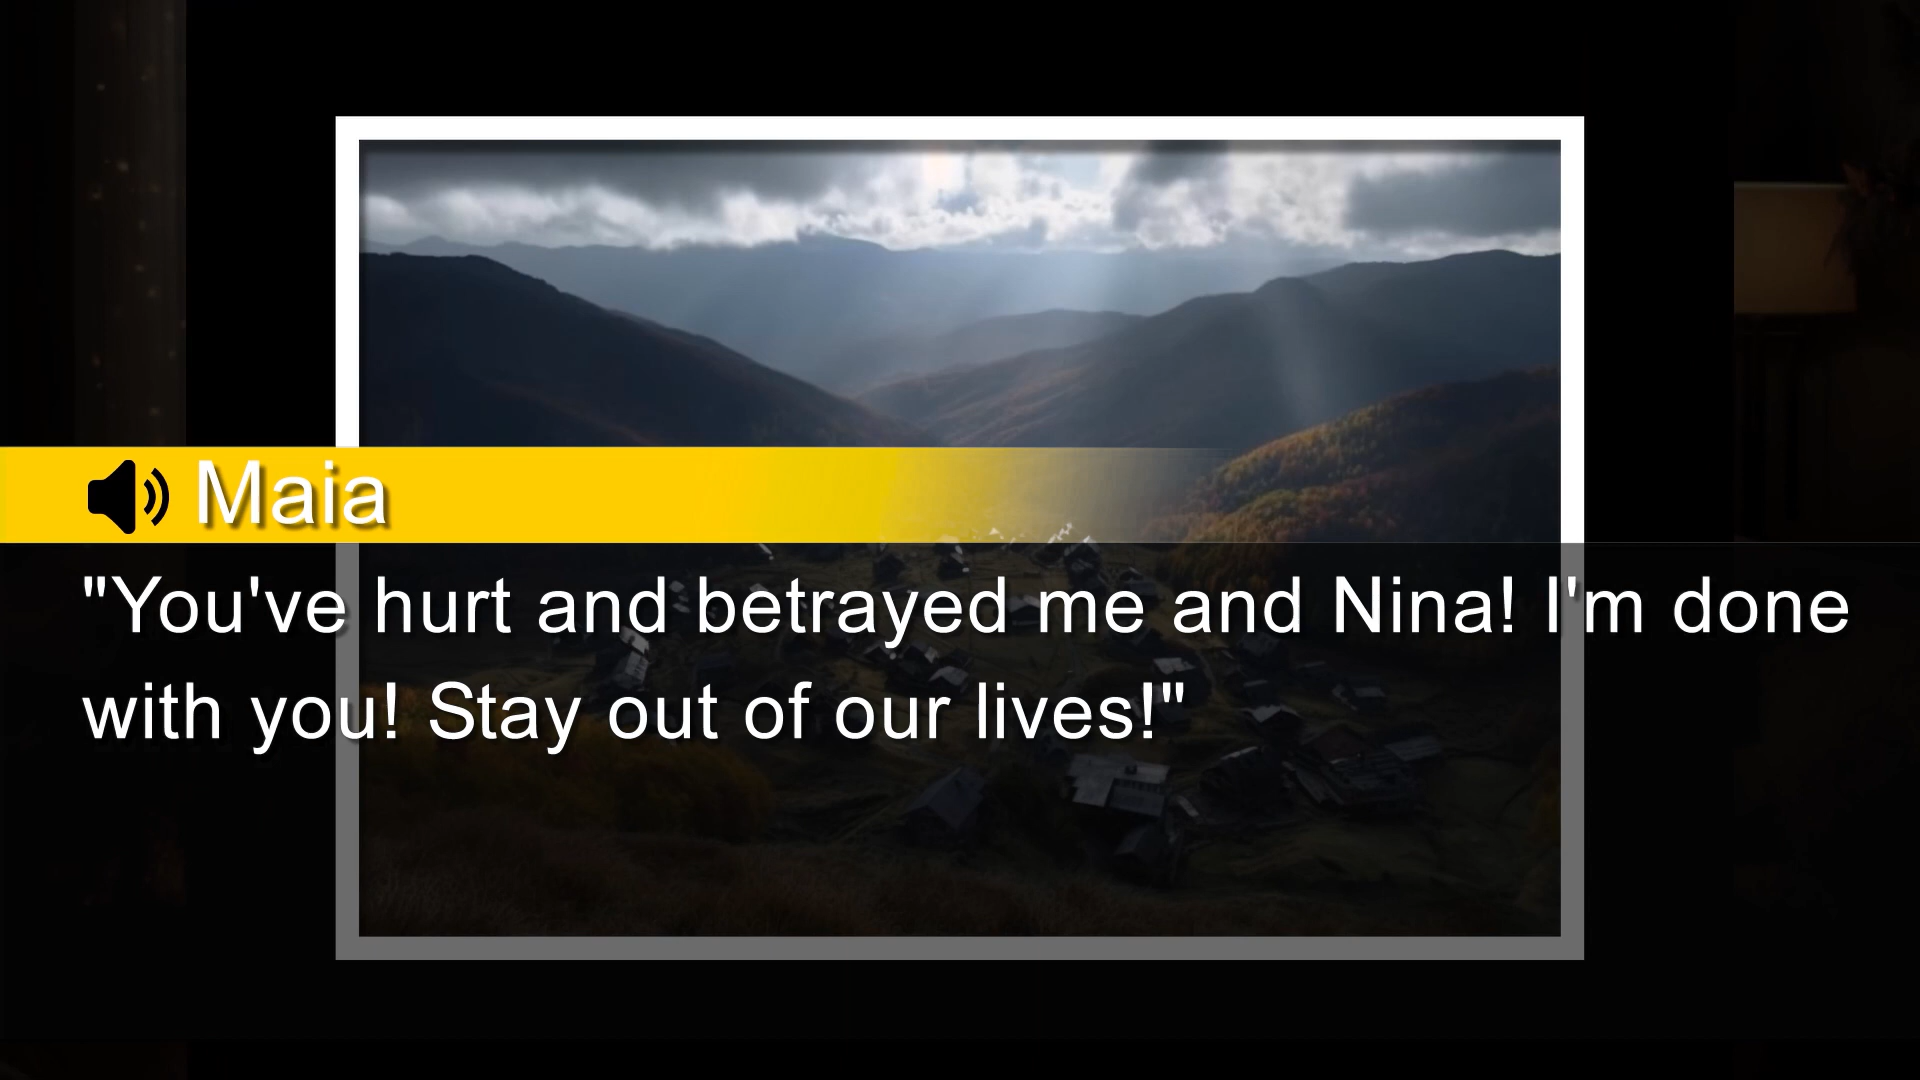 Maia
"You've hurt and betrayed me and Nina! I'm done
with you! Stay out of our lives!"